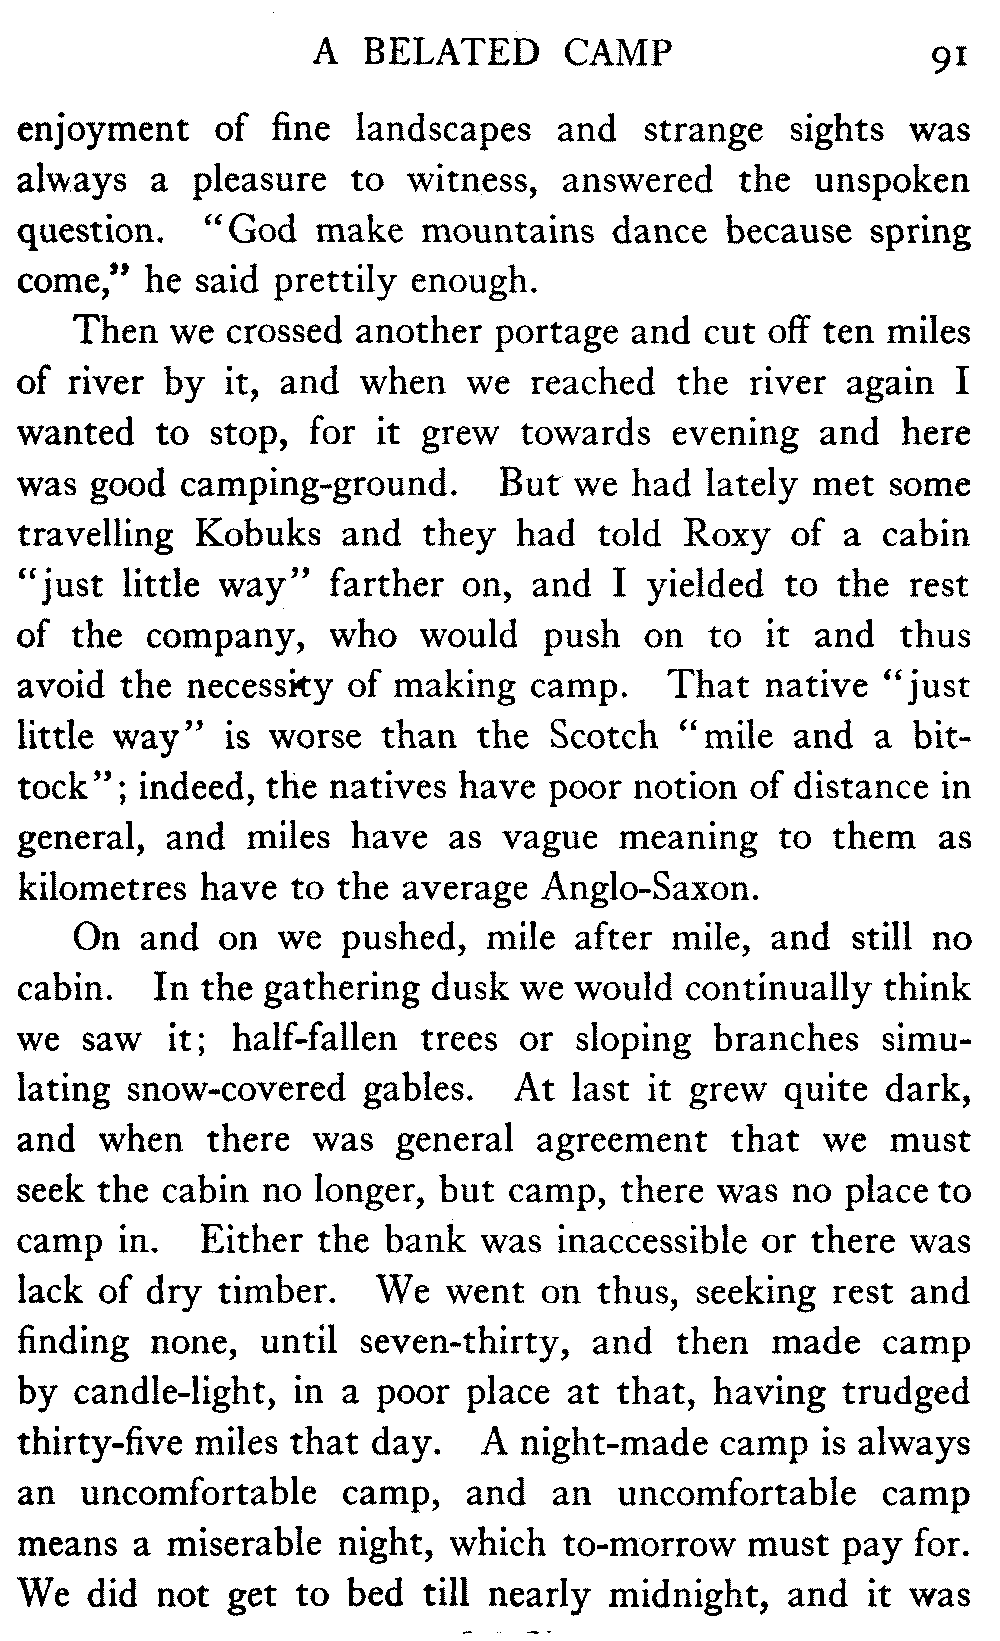 A BELATED CAMP 91
enjoyment of fine landscapes and strange sights was
always a pleasure to witness, answered the unspoken
question. “God make mountains dance because spring
come,” he said prettily enough.
Then we crossed another portage and cut off ten miles
of river by it, and when we reached the river again I
wanted to stop, for it grew towards evening and here
was good camping-ground. But we had lately met some
travelling Kobuks and they had told Roxy of a cabin
“just little way” farther on, and I yielded to the rest
of the company, who would push on to it and thus
avoid the necessity of making camp. That native “just
little way” is worse than the Scotch “mile and a bit-
tock”; indeed, the natives have poor notion of distance in
general, and miles have as vague meaning to them as
kilometres have to the average Anglo-Saxon.
On and on we pushed, mile after mile, and still no
cabin. In the gathering dusk we would continually think
we saw it; half-fallen trees or sloping branches simu-
lating snow-covered gables. At last it grew quite dark,
and when there was general agreement that we must
seek the cabin no longer, but camp, there was no place to
camp in. Either the bank was inaccessible or there was
lack of dry timber. We went on thus, seeking rest and
finding none, until seven-thirty, and then made camp
by candle-light, in a poor place at that, having trudged
thirty-five miles that day. A night-made camp is always
an uncomfortable camp, and an uncomfortable camp
means a miserable night, which to-morrow must pay for.
We did not get to bed till nearly midnight, and it was